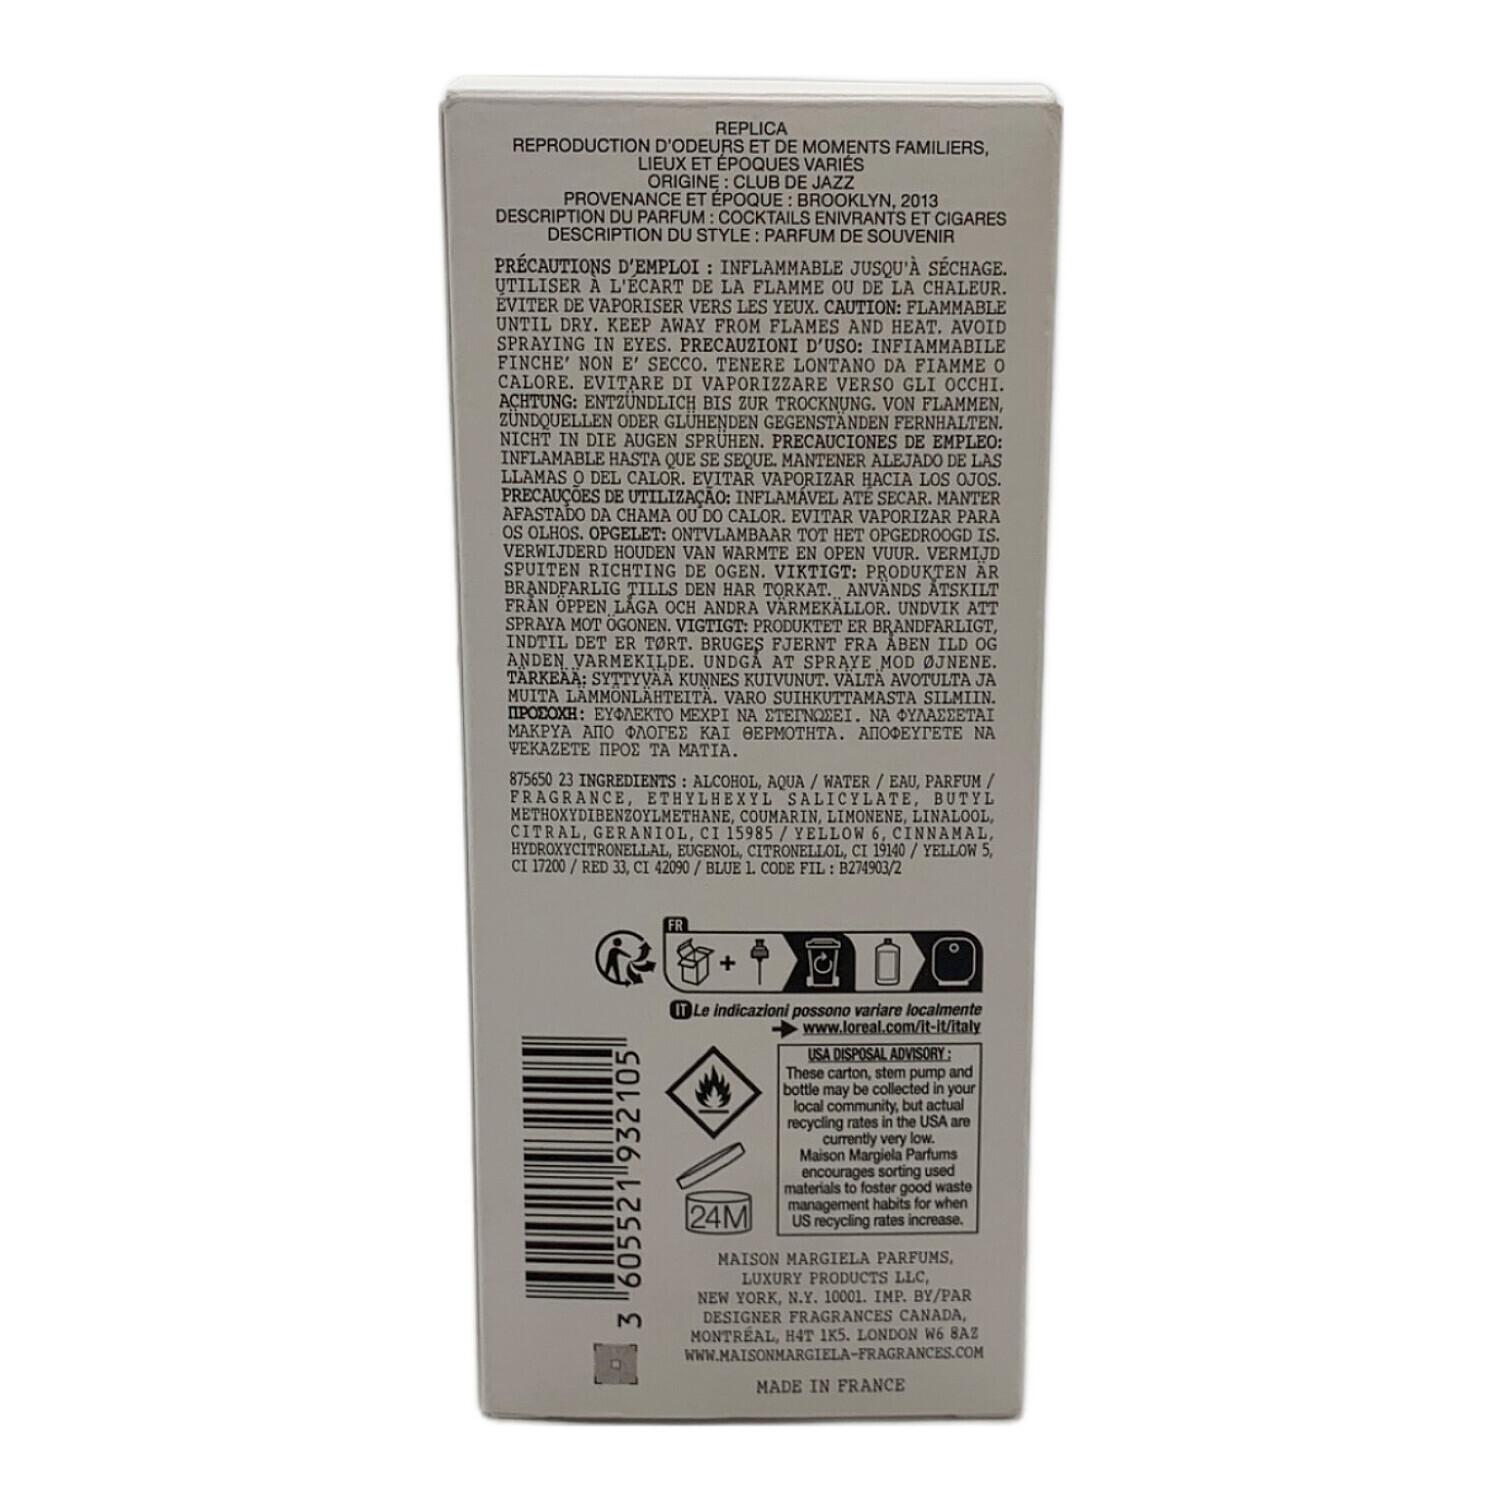 REPLICA
REPRODUCTION D'ODEURS ET DE MOMENTS FAMILIERS,
LIEUX ET ÉPOQUES VARIÉS
ORIGINE : CLUB DE JAZZ
PROVENANCE ET ÉPOQUE : BROOKLYN, 2013
DESCRIPTION DU PARFUM : COCKTAILS ENIVRANTS ET CIGARES
DESCRIPTION DU STYLE : PARFUM DE SOUVENIR
PRÉCAUTIONS D'EMPLOI : INFLAMMABLE JUSQU'À SÉCHAGE.
UTILISER À L'ÉCART DE LA FLAMME OU DE LA CHALEUR.
ÉVITER DE VAPORISER VERS LES YEUX. CAUTION: FLAMMABLE
UNTIL DRY. KEEP AWAY FROM FLAMES AND HEAT. AVOID
SPRAYING IN EYES. PRECAUZIONI D'USO: INFIAMMABILE
FINCHE' NON E' SECCO. TENERE LONTANO DA FIAMME O
CALORE. EVITARE DI VAPORIZZARE VERSO GLI OCCHI.
ACHTUNG: ENTZÜNDLICH BIS ZUR TROCKNUNG. VON FLAMMEN,
ZÜNDQUELLEN ODER GLÜHENDEN GEGENSTÄNDEN FERNHALTEN.
NICHT IN DIE AUGEN SPRÜHEN. PRECAUCIONES DE EMPLEO:
INFLAMABLE HASTA QUE SE SEQUE. MANTENER ALEJADO DE LAS
LLAMAS O DEL CALOR. EVITAR VAPORIZAR HACIA LOS OJOS.
PRECAUÇÕES DE UTILIZAÇÃO: INFLAMÁVEL ATÉ SECAR. MANTER
AFASTADO DA CHAMA OU DO CALOR. EVITAR VAPORIZAR PARA
OS OLHOS. OPGELET: ONTVLAMBAAR TOT HET OPGEDROOGD IS.
VERWIJDERD HOUDEN VAN WARMTE EN OPEN VUUR. VERMIJD
SPUITEN RICHTING DE OGEN. VIKTIGT: PRODUKTEN ÄR
BRANDFARLIG TILLS DEN HAR TORKAT. ANVÄNDS ÅTSKILT
FRÅN ÖPPEN LÅGA OCH ANDRA VÄRMEKÄLLOR. UNDVIK ATT
SPRAYA MOT ÖGONEN. VIGTIGT: PRODUKTET ER BRANDFARLIGT,
INDTIL DET ER TØRT. BRUGES FJERNT FRA ÅBEN ILD OG
ANDEN VARMEKILDE. UNDGÅ AT SPRAYE MOD ØJNENE.
TÄRKEÄÄ: SYTTYVÄÄ KUNNES KUIVUNUT. VÄLTÄ AVOTULTA JA
MUITA LÄMMÖNLÄHTEITÄ. VARO SUIHKUTTAMASTA SILMIIN.
ΠΡΟΣΟΧΗ: ΕΥΦΛΕΚΤΟ ΜΕΧΡΙ ΝΑ ΣΤΕΓΝΩΣΕΙ. ΝΑ ΦΥΛΑΣΣΕΤΑΙ
ΜΑΚΡΥΑ ΑΠΟ ΦΛΟΓΕΣ ΚΑΙ ΘΕΡΜΟΤΗΤΑ. ΑΠΟΦΕΥΓΕΤΕ ΝΑ
ΨΕΚΑΖΕΤΕ ΠΡΟΣ ΤΑ ΜΑΤΙΑ.
875650 23 INGREDIENTS : ALCOHOL, AQUA / WATER / EAU, PARFUM /
FRAGRANCE, ETHYLHEXYL SALICYLATE, BUTYL
METHOXYDIBENZOYLMETHANE, COUMARIN, LIMONENE, LINALOOL,
CITRAL, GERANIOL, CI 15985 / YELLOW 6, CINNAMAL,
HYDROXYCITRONELLAL, EUGENOL, CITRONELLOL, CI 19140 / YELLOW 5,
CI 17200 / RED 33, CI 42090 / BLUE 1. CODE FIL : B274903/2
FR
+
IT Le indicazioni possono variare localmente
www.loreal.com/it-it/italy
USA DISPOSAL ADVISORY :
These carton, stem pump and
bottle may be collected in your
local community, but actual
recycling rates in the USA are
currently very low.
Maison Margiela Parfums
encourages sorting used
materials to foster good waste
management habits for when
US recycling rates increase.
24M
3 605521 932105
MAISON MARGIELA PARFUMS,
LUXURY PRODUCTS LLC,
NEW YORK, N.Y. 10001. IMP. BY/PAR
DESIGNER FRAGRANCES CANADA,
MONTRÉAL, H4T 1K5. LONDON W6 8AZ
WWW.MAISONMARGIELA-FRAGRANCES.COM
MADE IN FRANCE